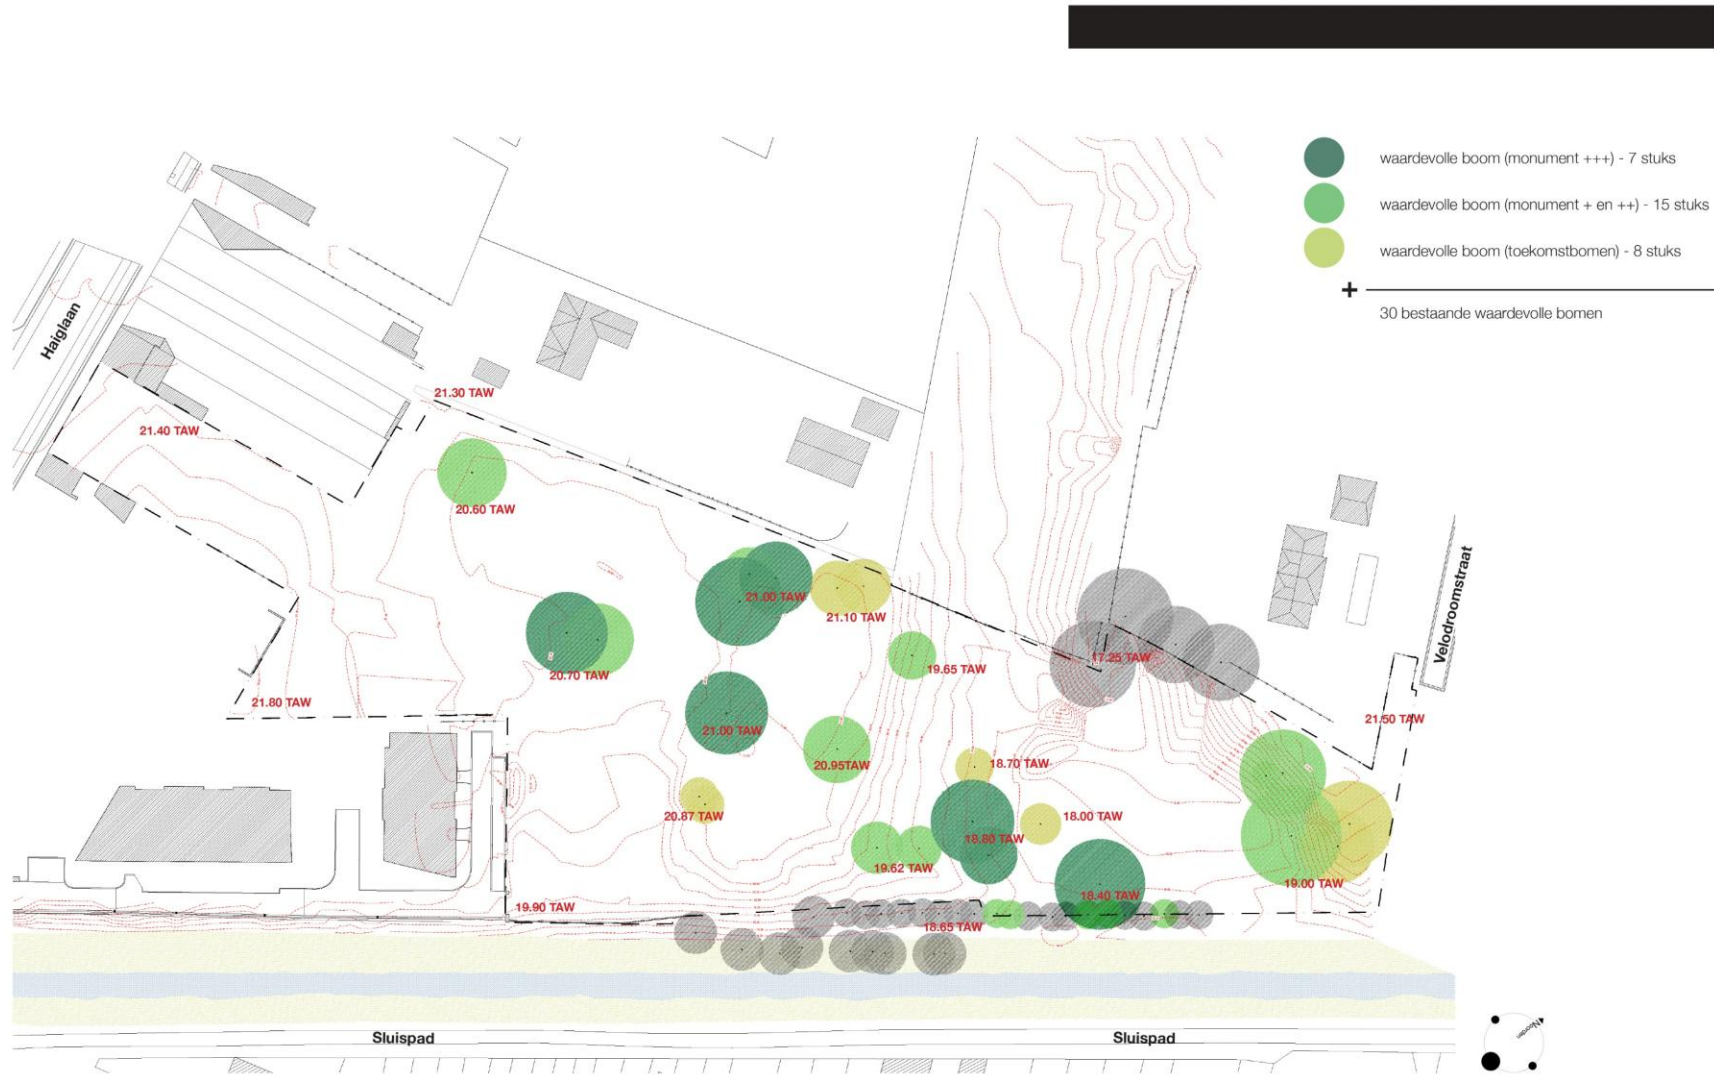 waardevolle boom (monument +++) - 7 stuks
waardevolle boom (monument + en ++) - 15 stuks
waardevolle boom (toekomstbomen) - 8 stuks
+
30 bestaande waardevolle bomen
Haiglaan
21.30 TAW
21.40 TAW
20.60 TAW
21.00 TAW
21.10 TAW
Velodroomstraat
17.25 TAW
19.65 TAW
20.70 TAW
21.80 TAW
21.50 TAW
21.00 TAW
20.95TAW
18.70 TAW
20.87 TAW
18.00 TAW
18.80 TAW
19.62 TAW
19.00 TAW
18.40 TAW
19.90 TAW
18.65 TAW
Sluispad
Sluispad
Noorden